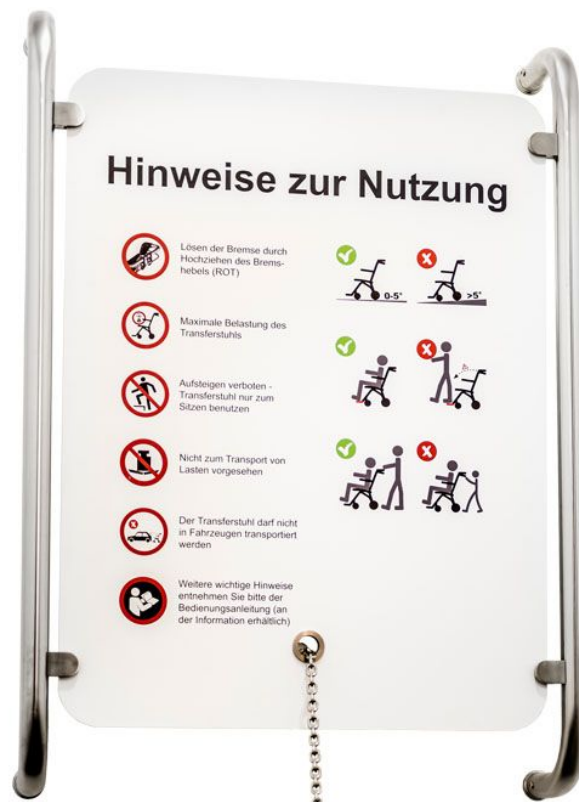 Hinweise zur Nutzung
Lösen der Bremse durch
Hochziehen des Brems-
hebels (ROT)
Maximale Belastung des
Transferstuhls
Aufsteigen verboten -
Transferstuhl nur zum
Sitzen benutzen
Nicht zum Transport von
Lasten vorgesehen
Der Transferstuhl darf nicht
in Fahrzeugen transportiert
werden
Weitere wichtige Hinweise
entnehmen Sie bitte der
Bedienungsanleitung (an
der Information erhältlich)
0-5°
>5°